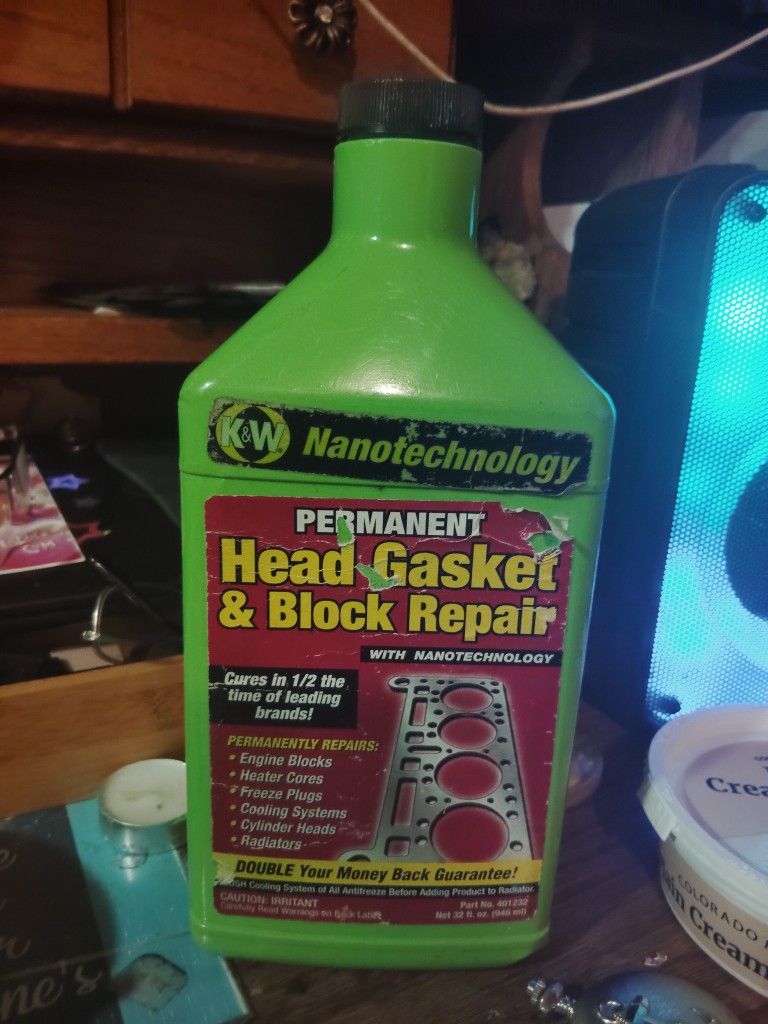 K&W
Nanotechnology
PERMANENT
Head Gasket
& Block Repair
WITH NANOTECHNOLOGY
Cures in 1/2 the
time of leading
brands!
PERMANENTLY REPAIRS:
• Engine Blocks
• Heater Cores
• Freeze Plugs
• Cooling Systems
• Cylinder Heads
• Radiators
DOUBLE Your Money Back Guarantee!
Cooling System of All Antifreeze Before Adding Product to Radiator.
CAUTION: IRRITANT
Carefully Read Warnings on Back Label
Part No. 401232
Net 32 fl. oz. (946 ml)
COLORADO
Cream
ne's